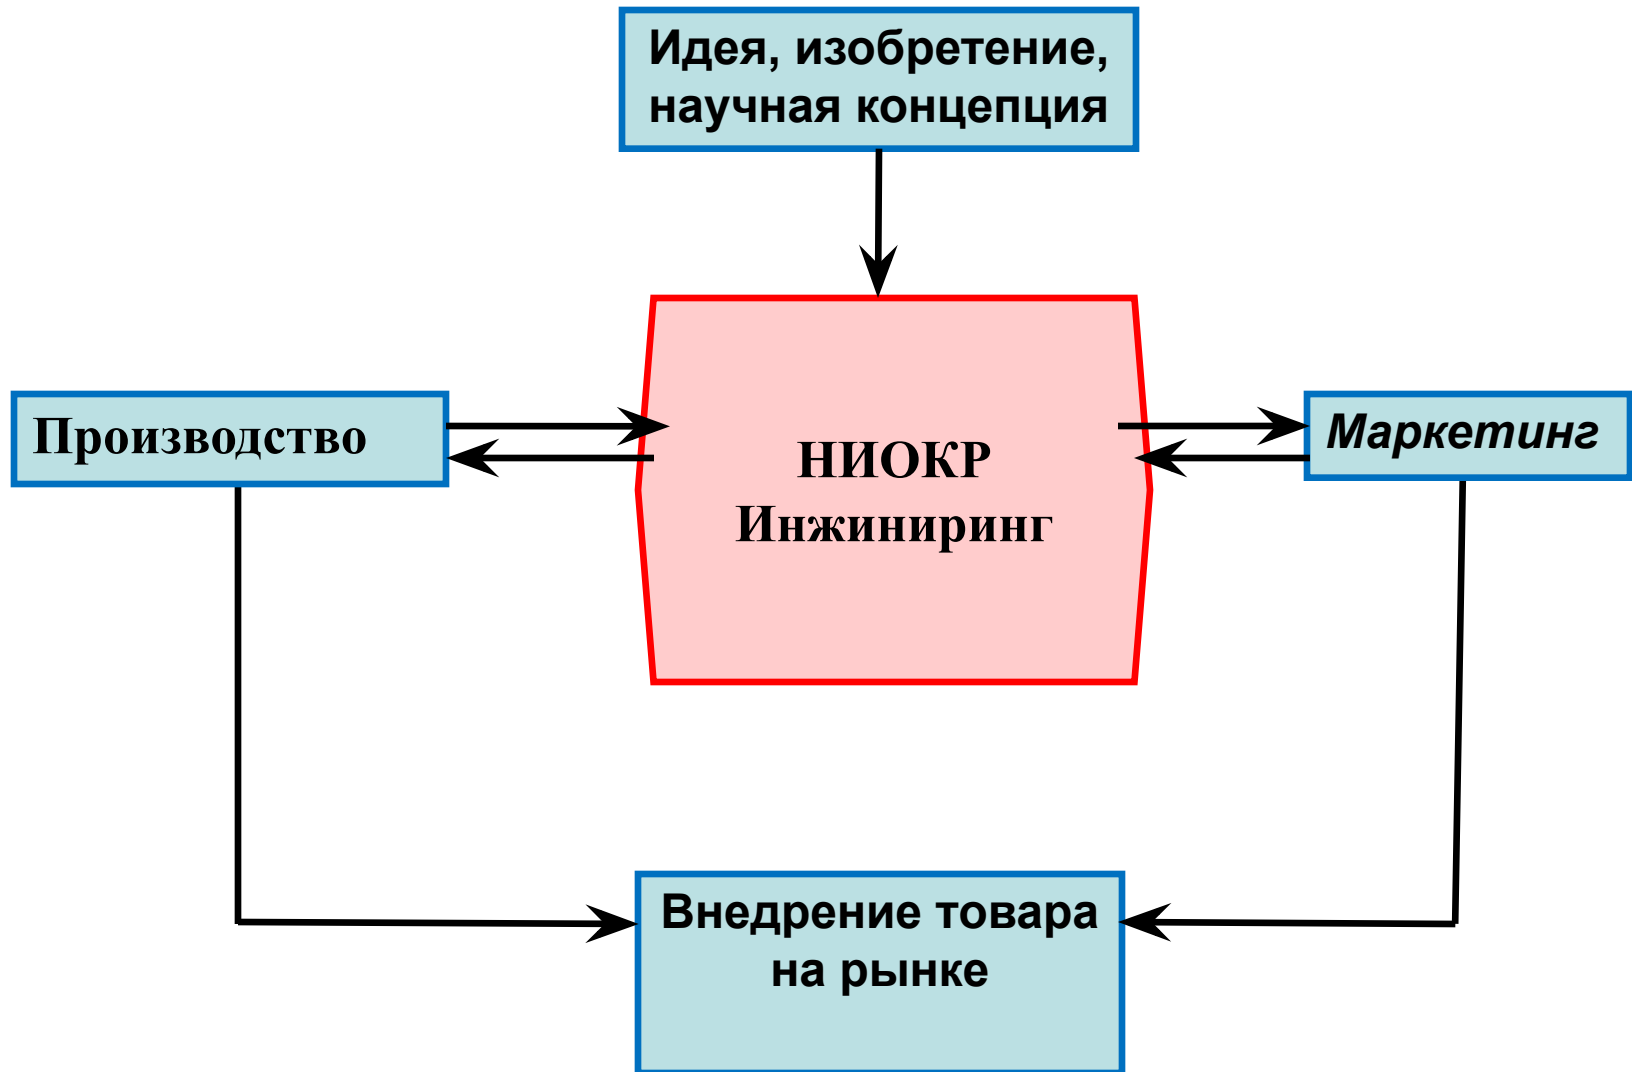 Идея, изобретение,
научная концепция
Производство
НИОКР
Инжиниринг
Маркетинг
Внедрение товара
на рынке